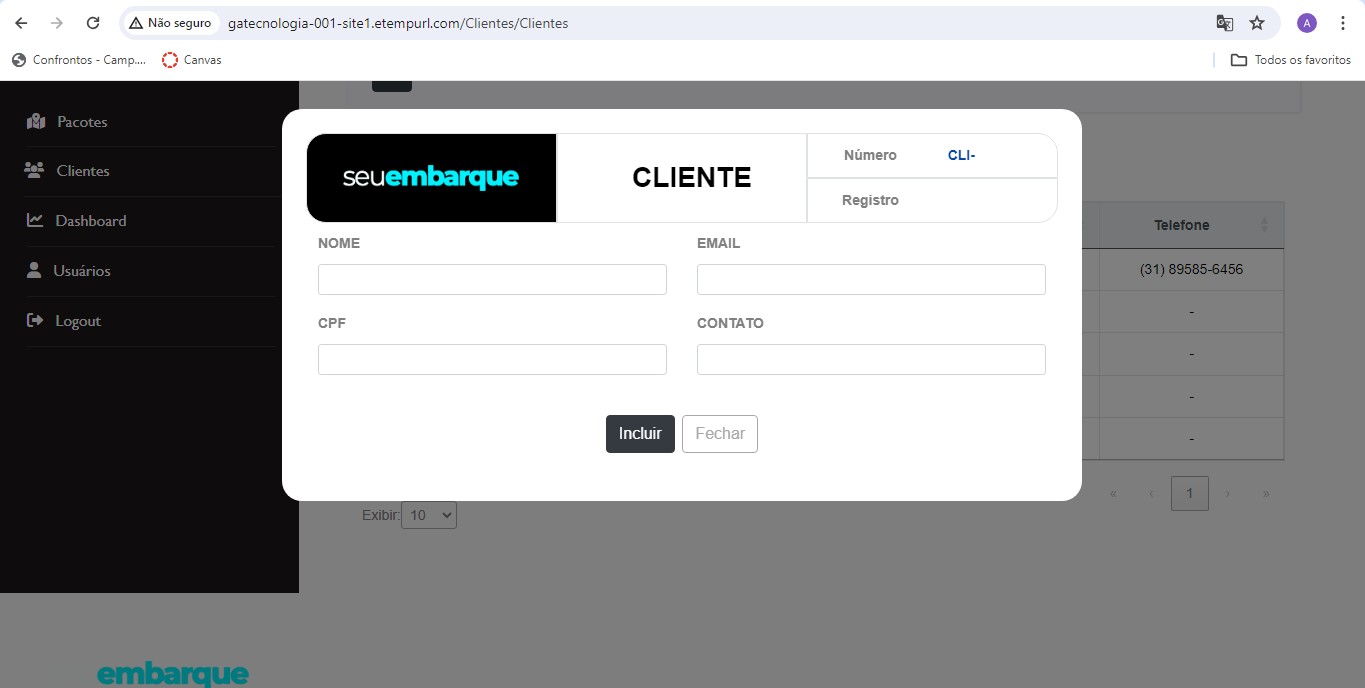 Não seguro
gatecnologia-001-site1.etempurl.com/Clientes/Clientes
A
Confrontos - Camp....
Canvas
Todos os favoritos
Pacotes
Clientes
Dashboard
Usuários
Logout
seuembarque
CLIENTE
Número
CLI-
Registro
NOME
EMAIL
CPF
CONTATO
Incluir
Fechar
Telefone
(31) 89585-6456
-
-
-
-
« ‹ 1 › »
Exibir: 10
embarque